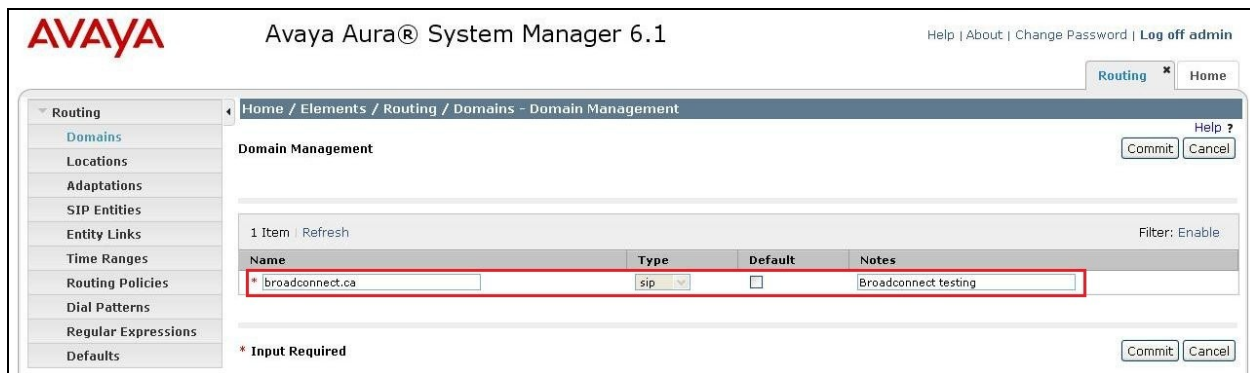 AVAYA
Avaya Aura® System Manager 6.1
Help | About | Change Password | Log off admin
Routing × Home
Routing
Domains
Locations
Adaptations
SIP Entities
Entity Links
Time Ranges
Routing Policies
Dial Patterns
Regular Expressions
Defaults
Home / Elements / Routing / Domains - Domain Management
Help ?
Domain Management
Commit Cancel
1 Item | Refresh
Filter: Enable
Name Type Default Notes
* broadconnect.ca sip Broadconnect testing
* Input Required
Commit Cancel